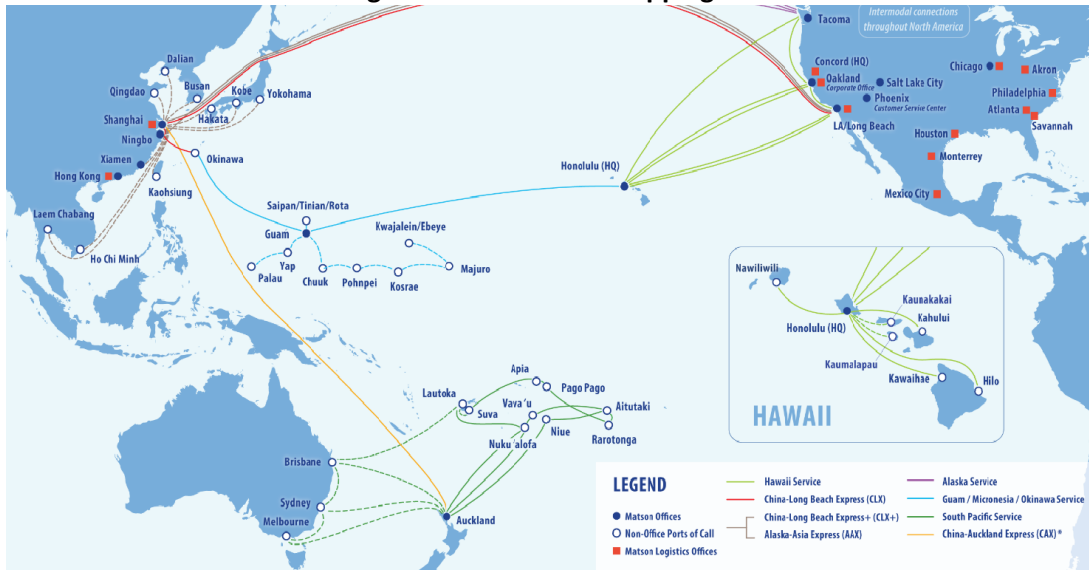 Tacoma
Intermodal connections
throughout North America
Dalian
Concord (HQ)
Chicago
Akron
Qingdao
Busan
Kobe
Yokohama
Oakland
Corporate Office
Salt Lake City
Philadelphia
Phoenix
Customer Service Center
Hakata
Atlanta
Shanghai
Ningbo
LA/Long Beach
Savannah
Houston
Okinawa
Monterrey
Xiamen
Honolulu (HQ)
Hong Kong
Kaohsiung
Mexico City
Saipan/Tinian/Rota
Laem Chabang
Guam
Kwajalein/Ebeye
Ho Chi Minh
Yap
Palau
Chuuk
Pohnpei
Kosrae
Majuro
Nawiliwili
Kaunakakai
Honolulu (HQ)
Kahului
Kaumalapau
Kawaihae
Hilo
HAWAII
Apia
Pago Pago
Lautoka
Suva
Vava 'u
Aitutaki
Niue
Nuku 'alofa
Rarotonga
Brisbane
Sydney
Melbourne
Auckland
LEGEND
Matson Offices
Non-Office Ports of Call
Matson Logistics Offices
Hawaii Service
China-Long Beach Express (CLX)
China-Long Beach Express+ (CLX+)
Alaska-Asia Express (AAX)
Alaska Service
Guam / Micronesia / Okinawa Service
South Pacific Service
China-Auckland Express (CAX)*